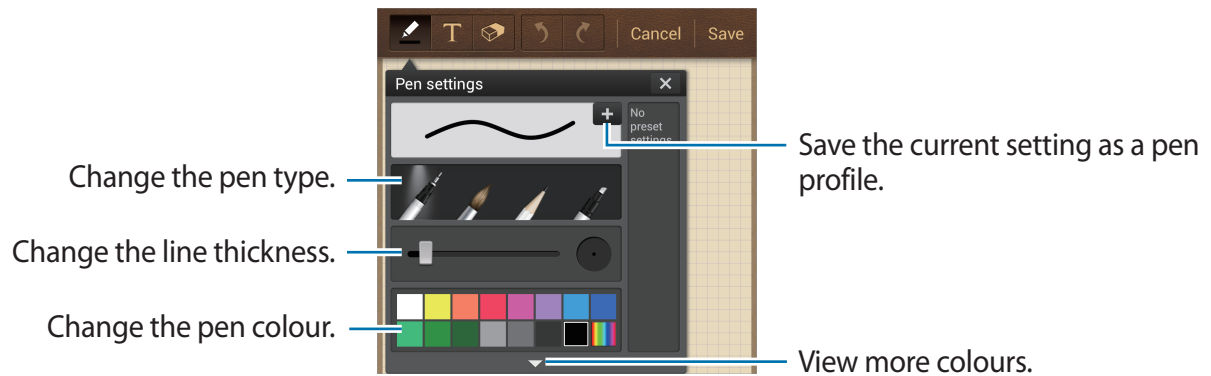 T Cancel Save
Pen settings
No
preset
settings
Save the current setting as a pen
profile.
Change the pen type.
Change the line thickness.
Change the pen colour.
View more colours.